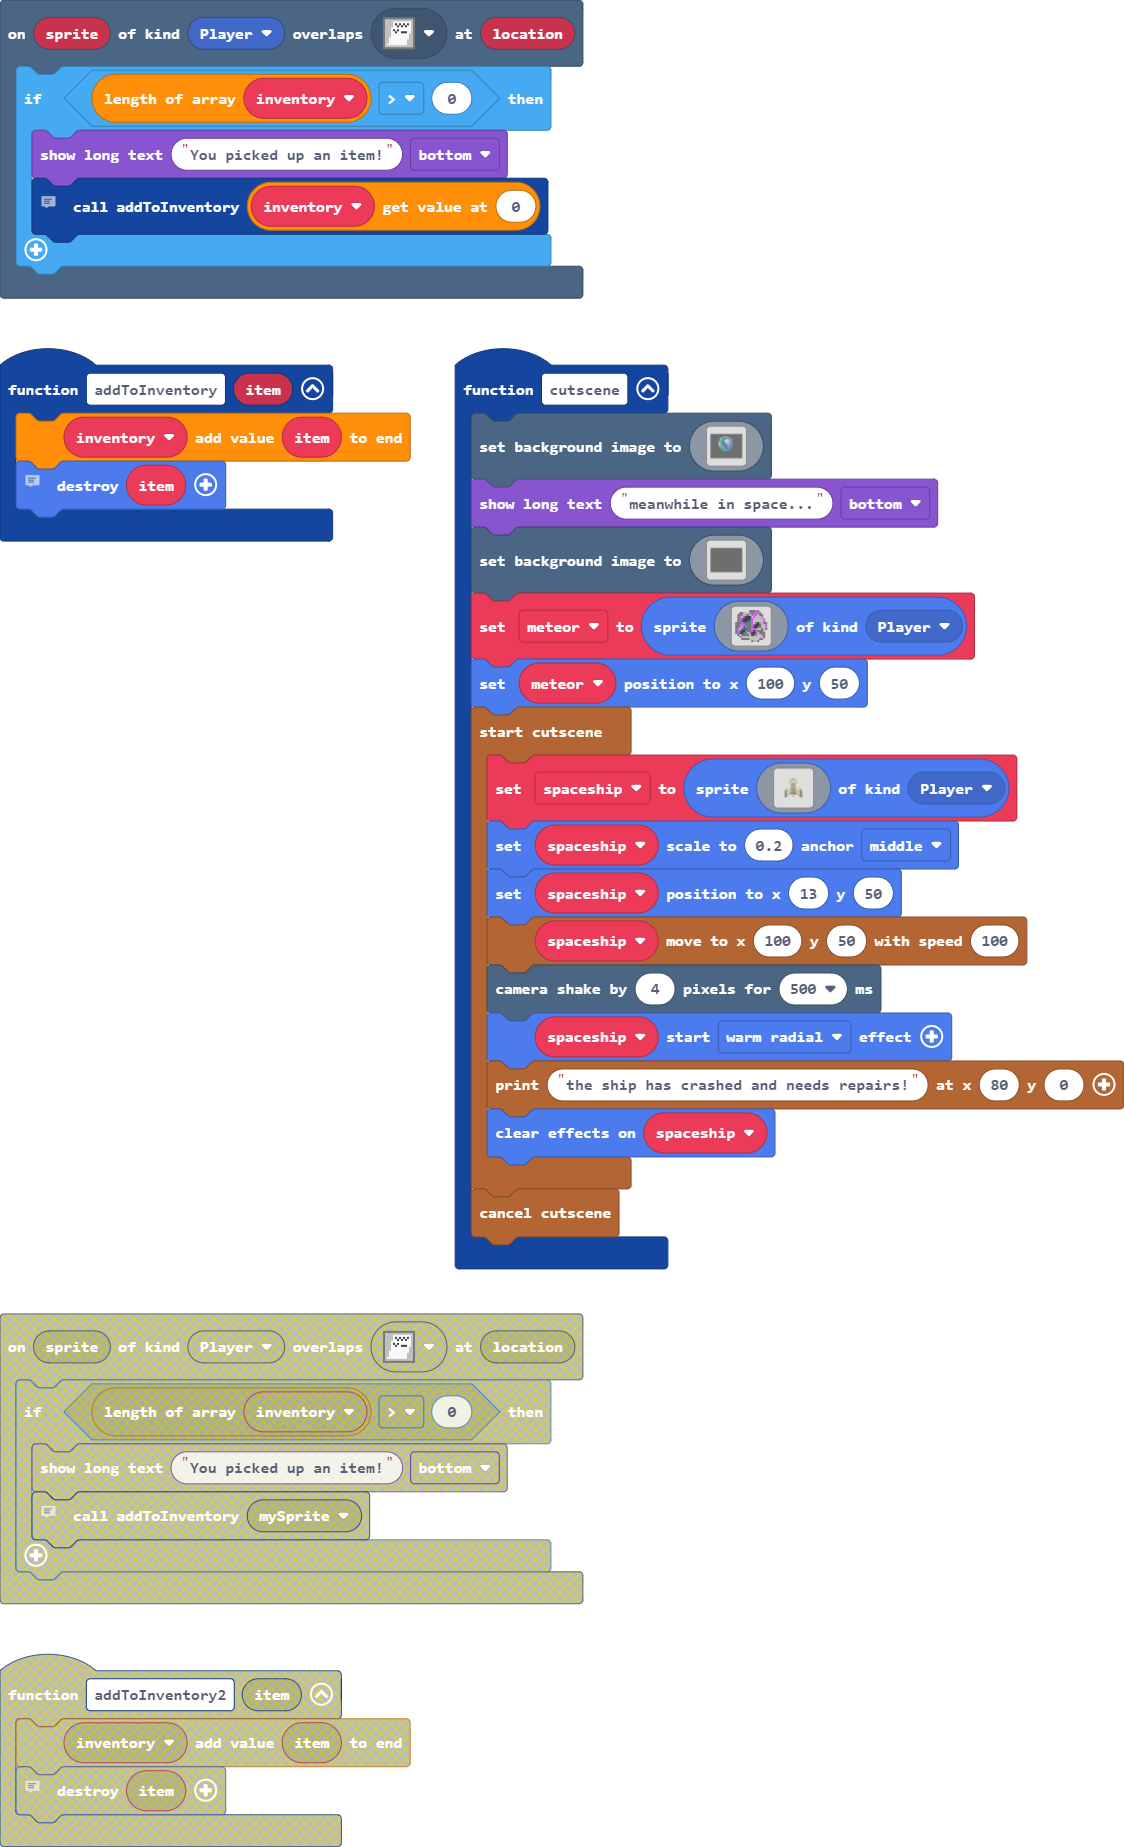 on sprite of kind Player overlaps at location
if length of array inventory > 0 then
show long text "You picked up an item!" bottom
call addToInventory inventory get value at 0
function addToInventory item
inventory add value item to end
destroy item
function cutscene
set background image to
show long text "meanwhile in space..." bottom
set background image to
set meteor to sprite of kind Player
set meteor position to x 100 y 50
start cutscene
set spaceship to sprite of kind Player
set spaceship scale to 0.2 anchor middle
set spaceship position to x 13 y 50
spaceship move to x 100 y 50 with speed 100
camera shake by 4 pixels for 500 ms
spaceship start warm radial effect
print "the ship has crashed and needs repairs!" at x 80 y 0
clear effects on spaceship
cancel cutscene
on sprite of kind Player overlaps at location
if length of array inventory > 0 then
show long text "You picked up an item!" bottom
call addToInventory mySprite
function addToInventory2 item
inventory add value item to end
destroy item